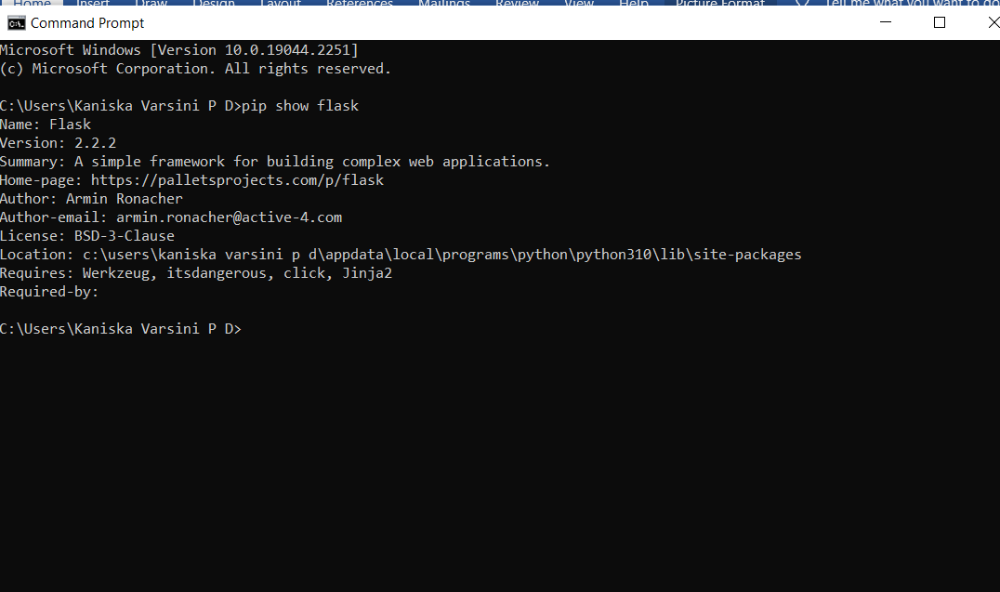 Home Insert Draw Design Layout References Mailings Review View Help Picture Format Tell me what you want to do
Command Prompt
Microsoft Windows [Version 10.0.19044.2251]
(c) Microsoft Corporation. All rights reserved.
C:\Users\Kaniska Varsini P D>pip show flask
Name: Flask
Version: 2.2.2
Summary: A simple framework for building complex web applications.
Home-page: https://palletsprojects.com/p/flask
Author: Armin Ronacher
Author-email: armin.ronacher@active-4.com
License: BSD-3-Clause
Location: c:\users\kaniska varsini p d\appdata\local\programs\python\python310\lib\site-packages
Requires: Werkzeug, itsdangerous, click, Jinja2
Required-by:
C:\Users\Kaniska Varsini P D>